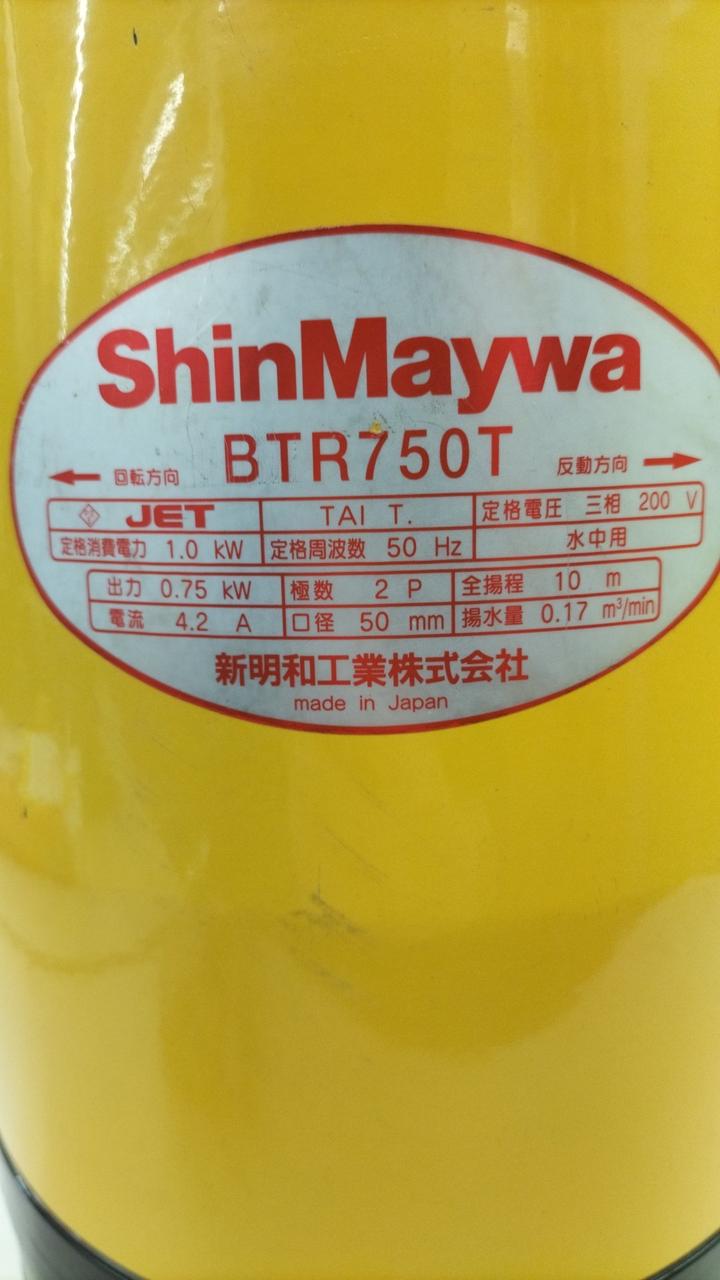 ShinMaywa
BTR750T
← 回転方向 反動方向 →
JET TAI T. 定格電圧 三相 200 V
定格消費電力 1.0 kW 定格周波数 50 Hz 水中用
出力 0.75 kW 極数 2 P 全揚程 10 m
電流 4.2 A 口径 50 mm 揚水量 0.17 m³/min
新明和工業株式会社
made in Japan